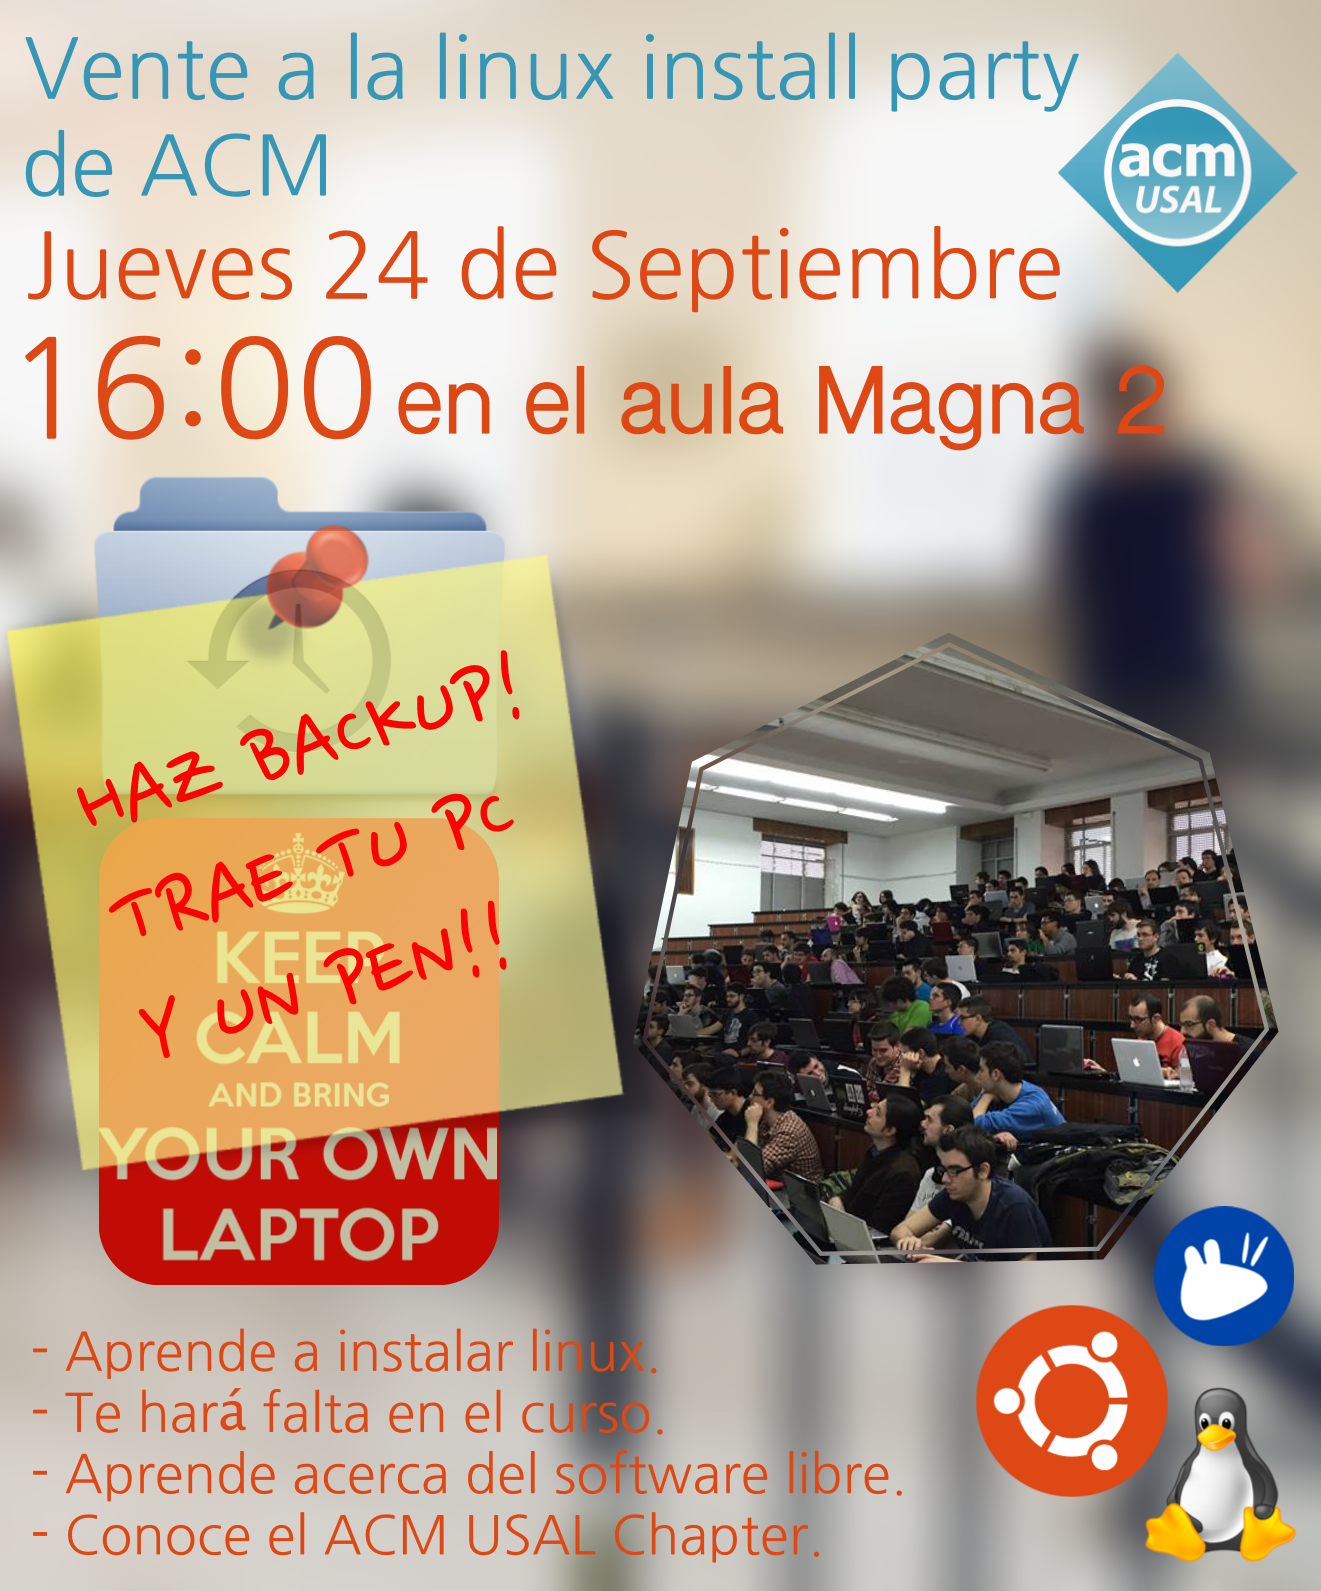 Vente a la linux install party
de ACM
acm
USAL
Jueves 24 de Septiembre
16:00 en el aula Magna 2
HAZ BACKUP!
TRAE TU PC
Y UN PEN!!
KEEP
CALM
AND BRING
YOUR OWN
LAPTOP
- Aprende a instalar linux.
- Te hará falta en el curso.
- Aprende acerca del software libre.
- Conoce el ACM USAL Chapter.